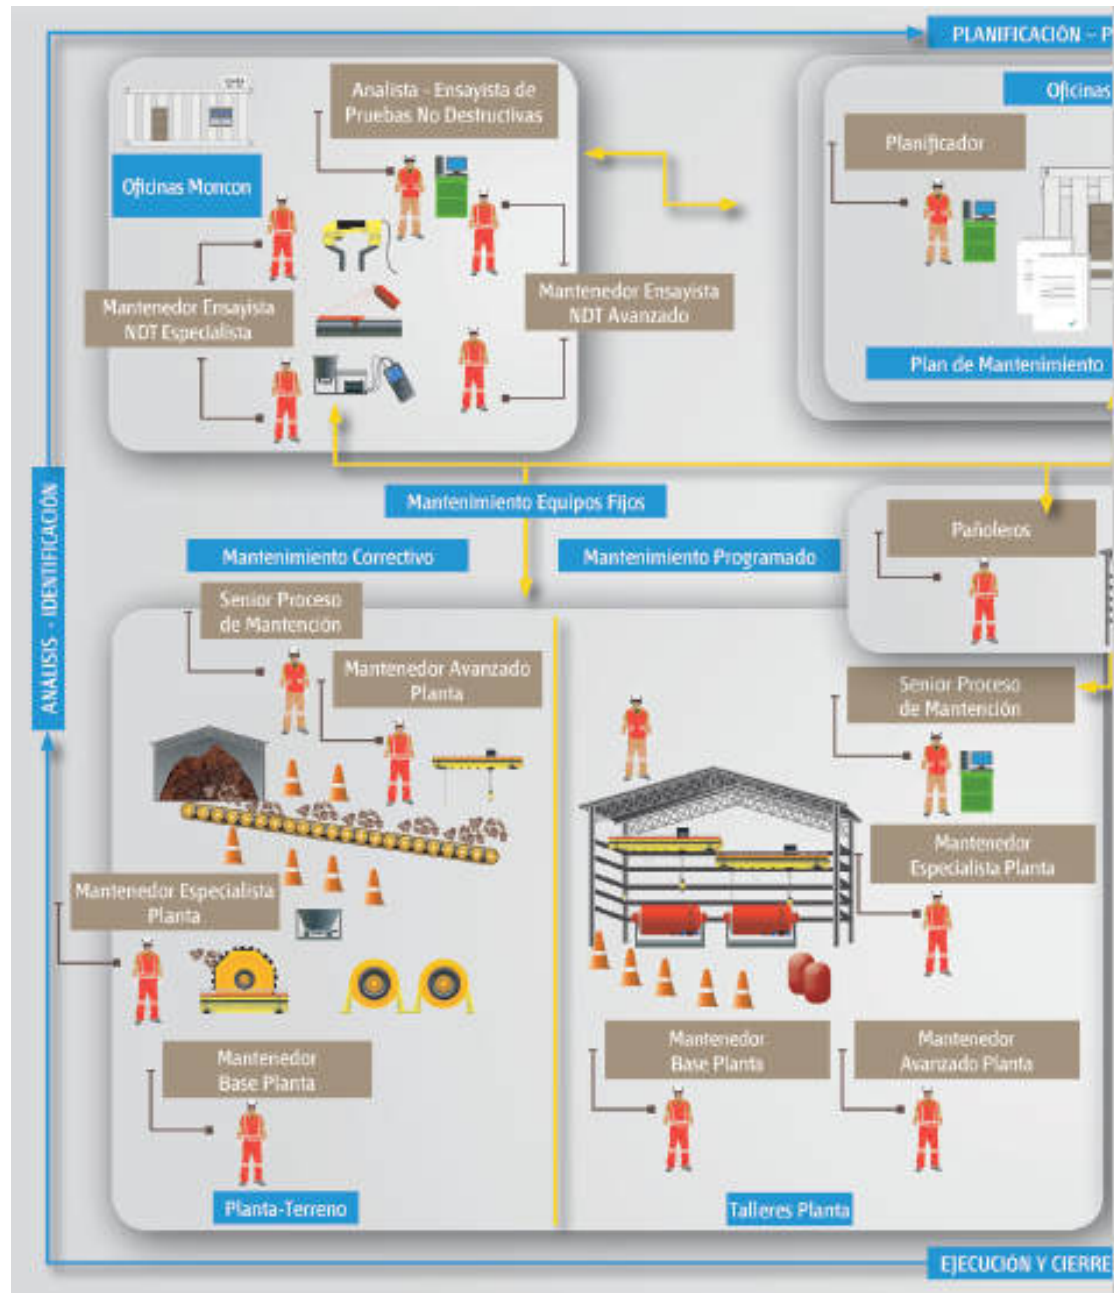 PLANIFICACIÓN – P
Analista - Ensayista de
Pruebas No Destructivas
Oficinas Moncon
Mantenedor Ensayista
NDT Especialista
Mantenedor Ensayista
NDT Avanzado
Oficinas
Planificador
Plan de Mantenimiento
ANÁLISIS - IDENTIFICACIÓN
Mantenimiento Equipos Fijos
Mantenimiento Correctivo
Mantenimiento Programado
Pañoleros
Senior Proceso
de Mantención
Mantenedor Avanzado
Planta
Mantenedor Especialista
Planta
Mantenedor
Base Planta
Planta-Terreno
Senior Proceso
de Mantención
Mantenedor
Especialista Planta
Mantenedor
Base Planta
Mantenedor
Avanzado Planta
Talleres Planta
EJECUCIÓN Y CIERRE